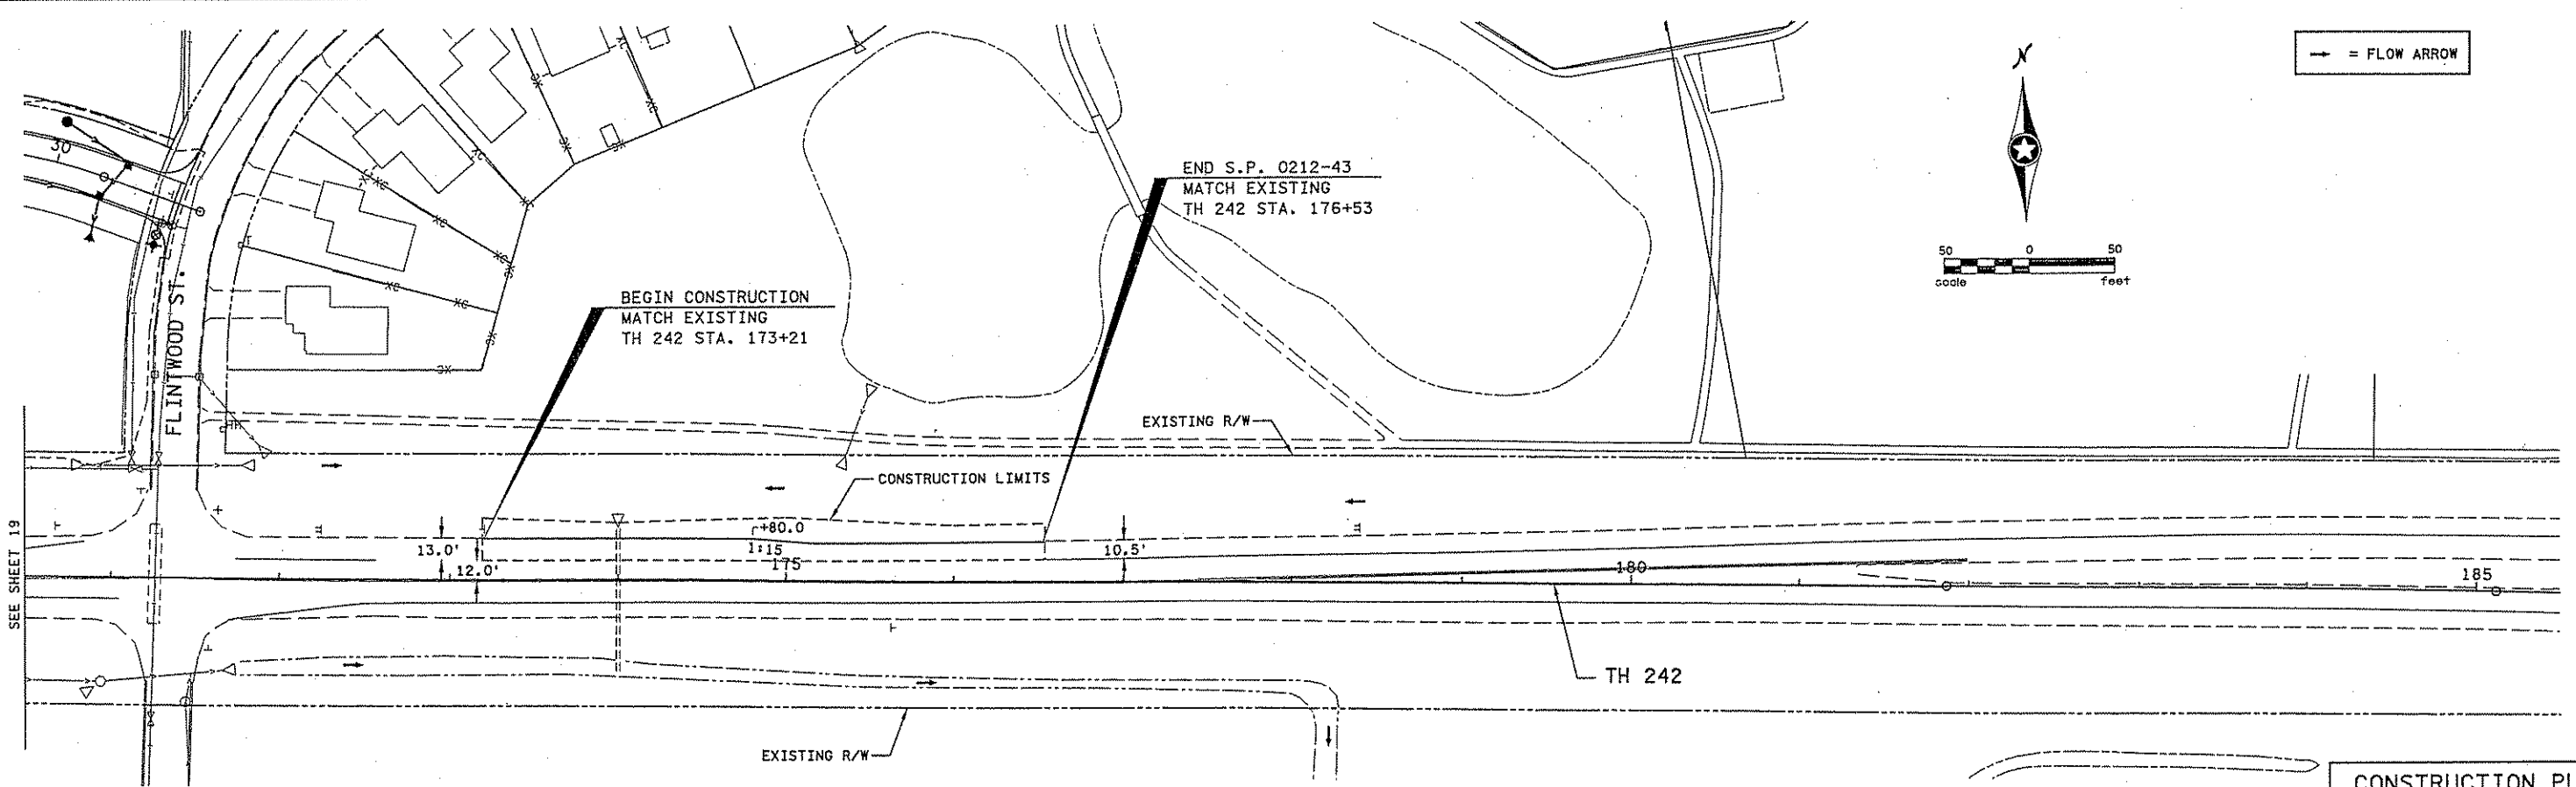 → = FLOW ARROW
N
30
END S.P. 0212-43
MATCH EXISTING
TH 242 STA. 176+53
50 0 50
scale feet
FLINTWOOD ST.
BEGIN CONSTRUCTION
MATCH EXISTING
TH 242 STA. 173+21
EXISTING R/W
CONSTRUCTION LIMITS
SEE SHEET 19
+80.0
13.0'
1:15
10.5'
12.0'
175
180
185
TH 242
EXISTING R/W
CONSTRUCTION PL